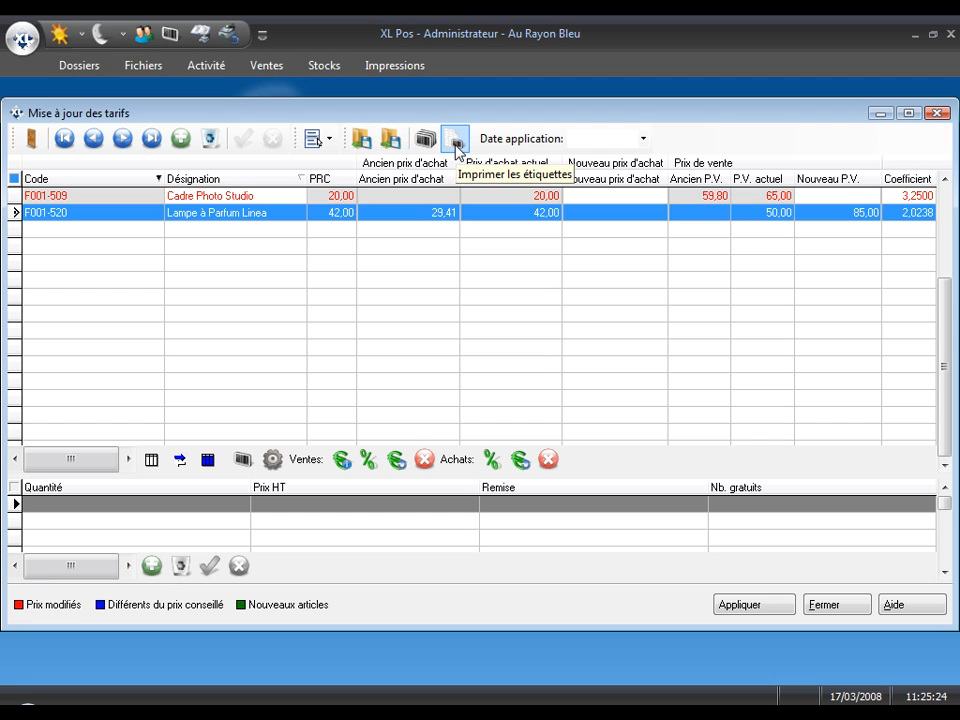 XL
XL Pos - Administrateur - Au Rayon Bleu
Dossiers Fichiers Activité Ventes Stocks Impressions
Mise à jour des tarifs
Date application:
Ancien prix d'achat Prix d'achat actuel Nouveau prix d'achat Prix de vente
Imprimer les étiquettes
Code Désignation PRC Ancien prix d'achat ouveau prix d'achat Ancien P.V. P.V. actuel Nouveau P.V. Coefficient
F001-509 Cadre Photo Studio 20,00 20,00 59,80 65,00 3,2500
F001-520 Lampe à Parfum Linea 42,00 29,41 42,00 50,00 85,00 2,0238
Ventes: Achats:
Quantité Prix HT Remise Nb. gratuits
Prix modifiés Différents du prix conseillé Nouveaux articles Appliquer Fermer Aide
17/03/2008 11:25:24